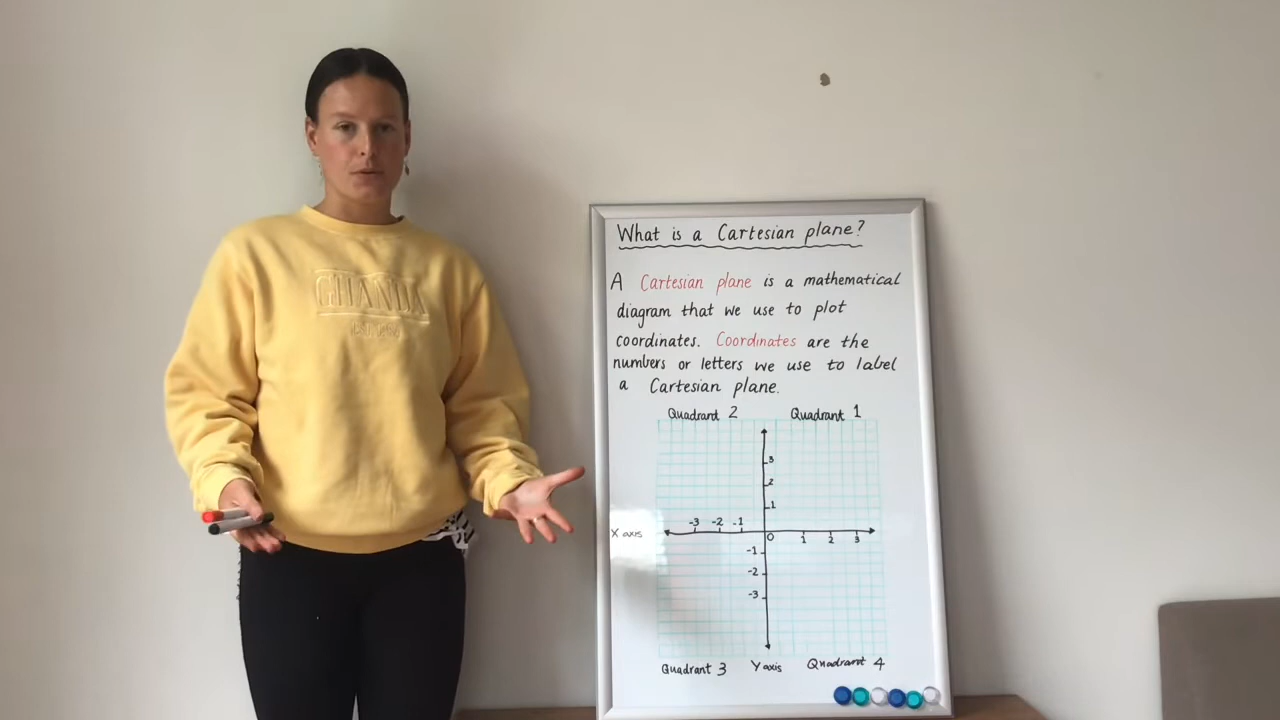 GHANDA
What is a Cartesian plane?
A Cartesian plane is a mathematical
diagram that we use to plot
coordinates. Coordinates are the
numbers or letters we use to label
a Cartesian plane.
Quadrant 2 Quadrant 1
3
2
1
X axis -3 -2 -1 0 1 2 3
-1
-2
-3
Quadrant 3 Y axis Quadrant 4